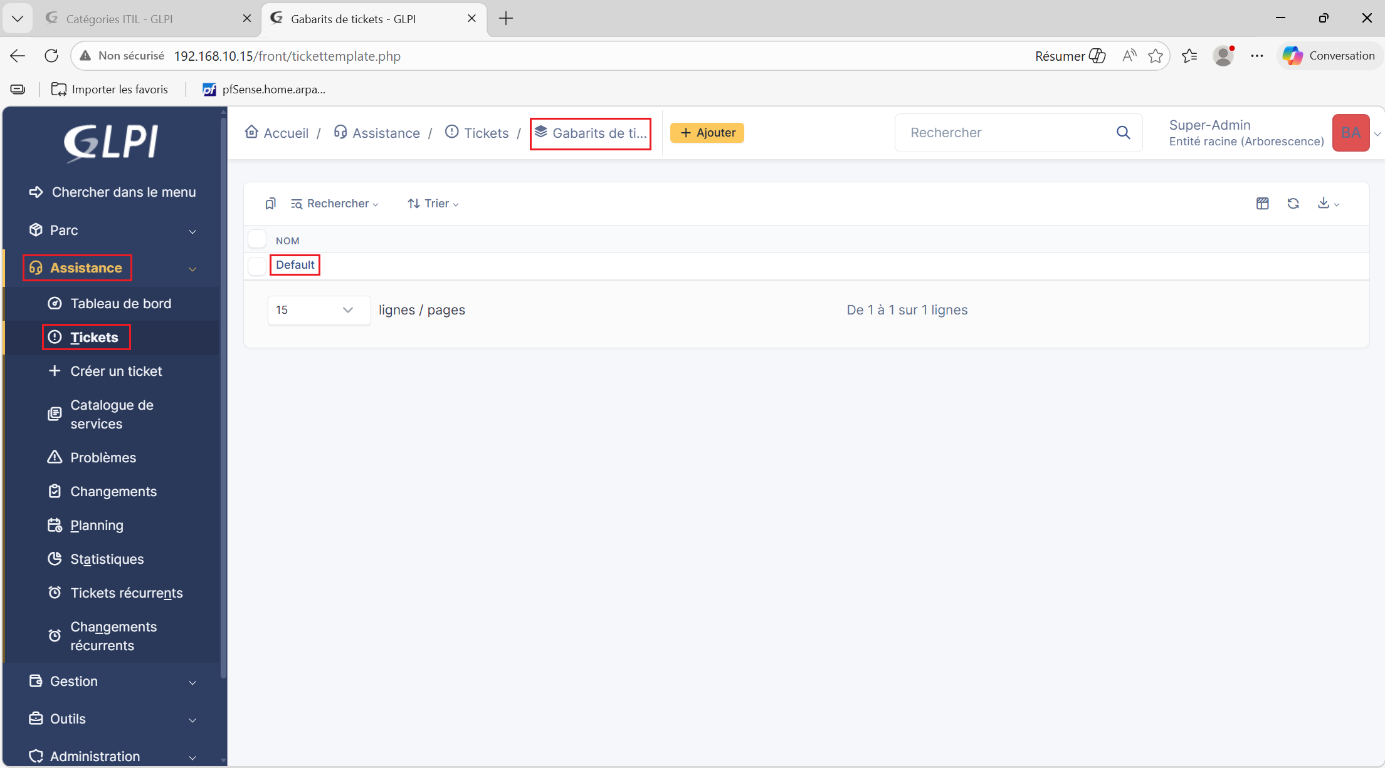 Catégories ITIL - GLPI
Gabarits de tickets - GLPI
Non sécurisé
192.168.10.15/front/tickettemplate.php
Résumer
Conversation
Importer les favoris
pfSense.home.arpa...
GLPI
Chercher dans le menu
Parc
Assistance
Tableau de bord
Tickets
Créer un ticket
Catalogue de
services
Problèmes
Changements
Planning
Statistiques
Tickets récurrents
Changements
récurrents
Gestion
Outils
Administration
Accueil / Assistance / Tickets / Gabarits de ti...
+ Ajouter
Rechercher
Super-Admin
Entité racine (Arborescence)
BA
Rechercher
Trier
NOM
Default
15
lignes / pages
De 1 à 1 sur 1 lignes